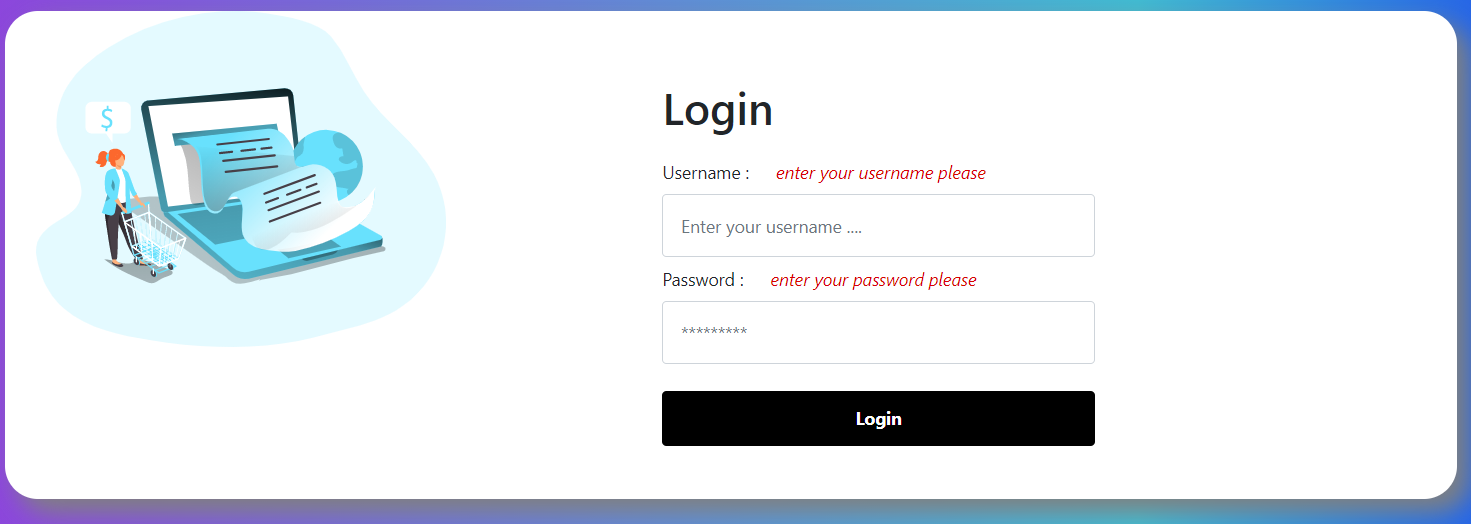 $
Login
Username : enter your username please
Enter your username ....
Password : enter your password please
*********
Login